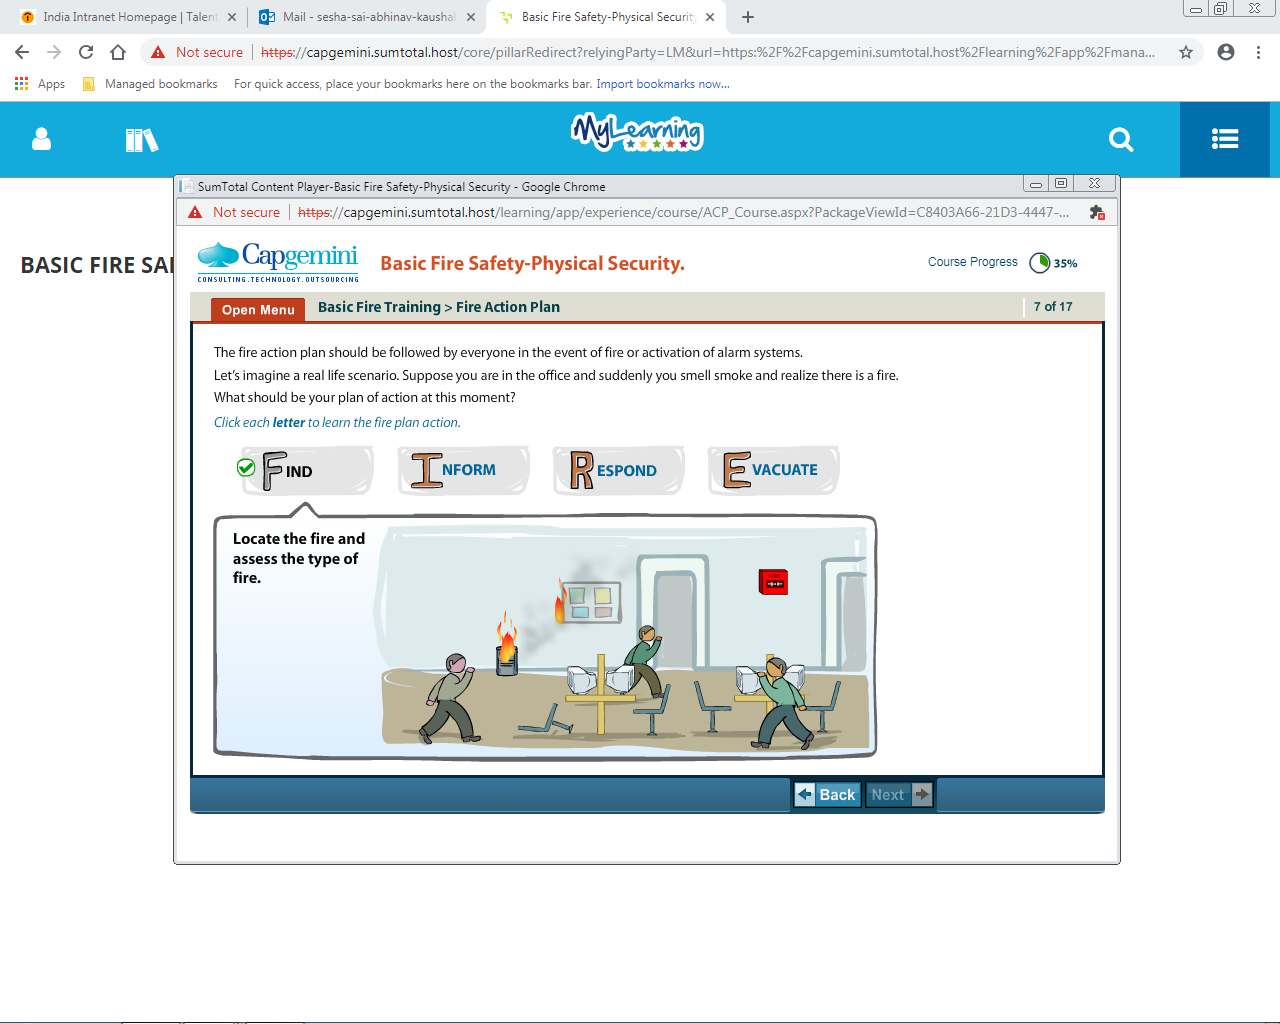 India Intranet Homepage | Talent
Mail - sesha-sai-abhinav-kaushal
Basic Fire Safety-Physical Security
Not secure | https://capgemini.sumtotal.host/core/pillarRedirect?relyingParty=LM&url=https:%2F%2Fcapgemini.sumtotal.host%2Flearning%2Fapp%2Fmana...
Apps Managed bookmarks For quick access, place your bookmarks here on the bookmarks bar. Import bookmarks now...
MyLearning
SumTotal Content Player-Basic Fire Safety-Physical Security - Google Chrome
Not secure | https://capgemini.sumtotal.host/learning/app/experience/course/ACP_Course.aspx?PackageViewId=C8403A66-21D3-4447-...
BASIC FIRE SA
Capgemini
CONSULTING.TECHNOLOGY.OUTSOURCING
Basic Fire Safety-Physical Security.
Course Progress 35%
Open Menu Basic Fire Training > Fire Action Plan 7 of 17
The fire action plan should be followed by everyone in the event of fire or activation of alarm systems.
Let's imagine a real life scenario. Suppose you are in the office and suddenly you smell smoke and realize there is a fire.
What should be your plan of action at this moment?
Click each letter to learn the fire plan action.
FIND INFORM RESPOND EVACUATE
Locate the fire and
assess the type of
fire.
Back Next